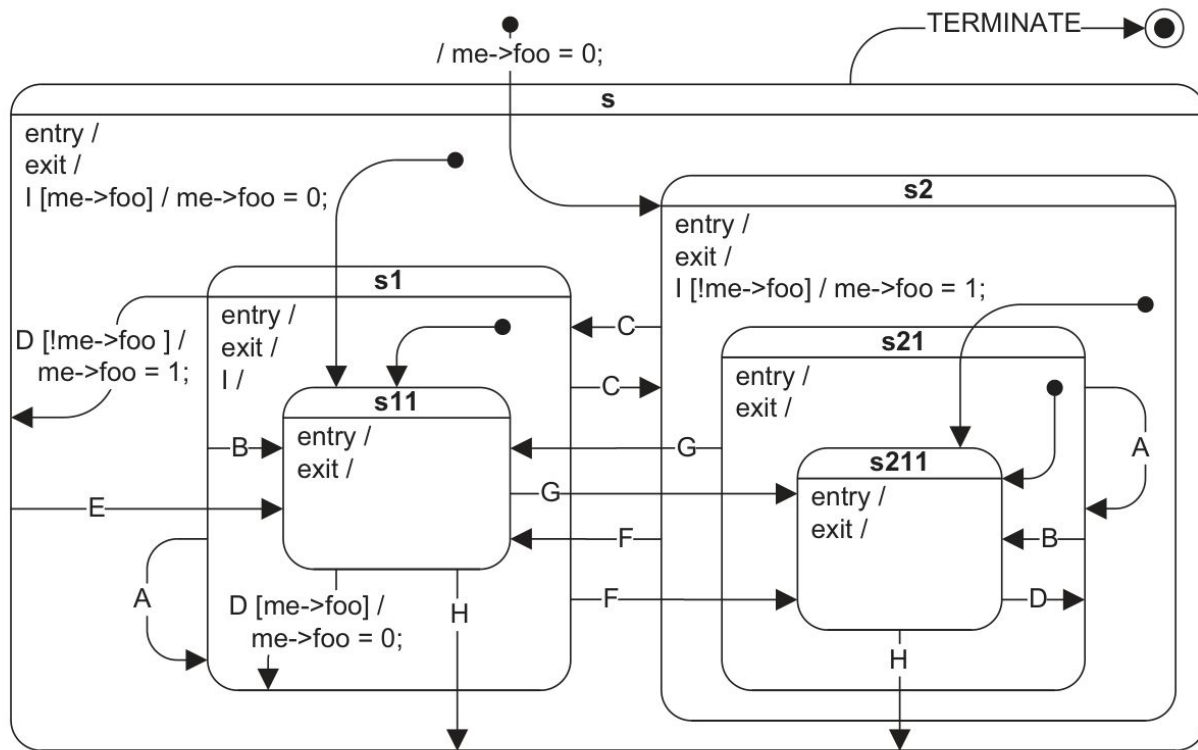 TERMINATE
/ me->foo = 0;
s
entry /
exit /
I [me->foo] / me->foo = 0;
s2
entry /
exit /
I [!me->foo] / me->foo = 1;
s1
entry /
exit /
I /
D [!me->foo ] /
me->foo = 1;
C
C
s21
entry /
exit /
A
s11
entry /
exit /
B
G
s211
entry /
exit /
G
E
F
B
A
D [me->foo] /
me->foo = 0;
H
F
D
H